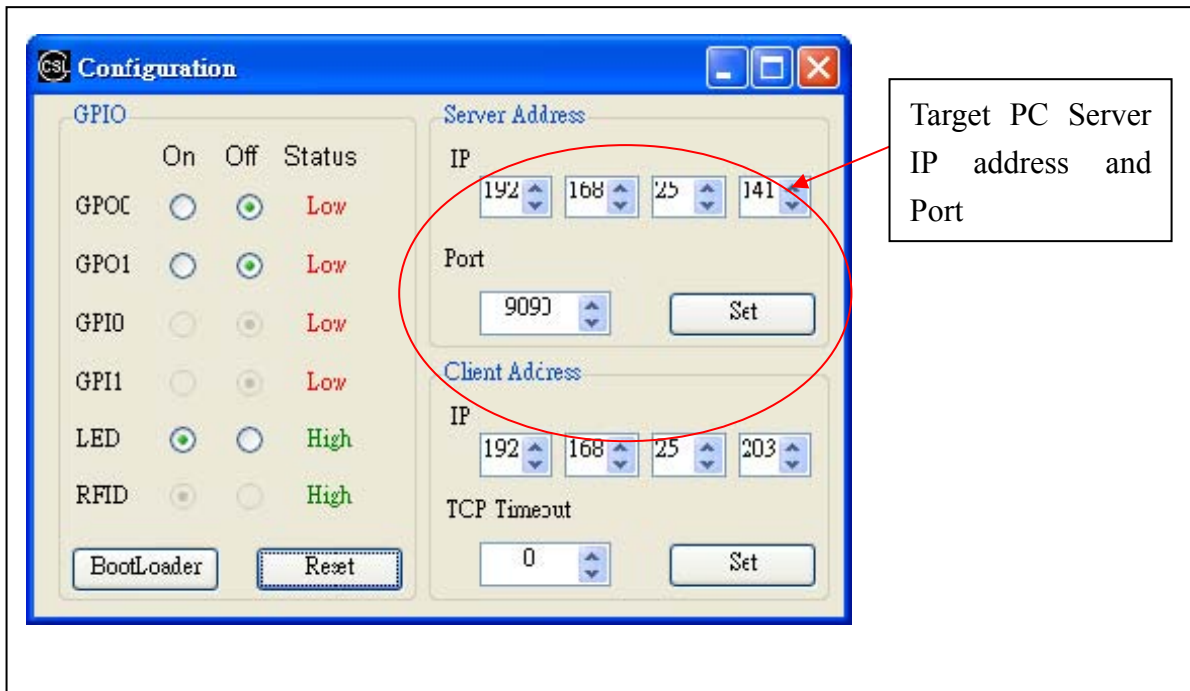 CSL Configuration
GPIO
On Off Status
GPO0 Low
GPO1 Low
GPI0 Low
GPI1 Low
LED High
RFID High
BootLoader Reset
Server Address
IP
192 168 25 141
Port
9090 Set
Client Address
IP
192 168 25 203
TCP Timeout
0 Set
Target PC Server
IP address and
Port